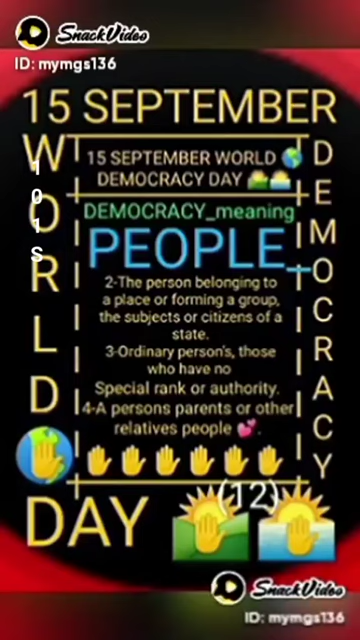 SnackVideo
ID: mymgs136
15 SEPTEMBER
WORLD
101S
15 SEPTEMBER WORLD 🌎
DEMOCRACY DAY
DEMOCRACY_meaning
PEOPLE_
2-The person belonging to
a place or forming a group,
the subjects or citizens of a
state.
3-Ordinary person's, those
who have no
Special rank or authority.
4-A persons parents or other
relatives people 💕.
✋✋✋✋✋✋
DEMOCRACY
DAY
(12)
SnackVideo
ID: mymgs136